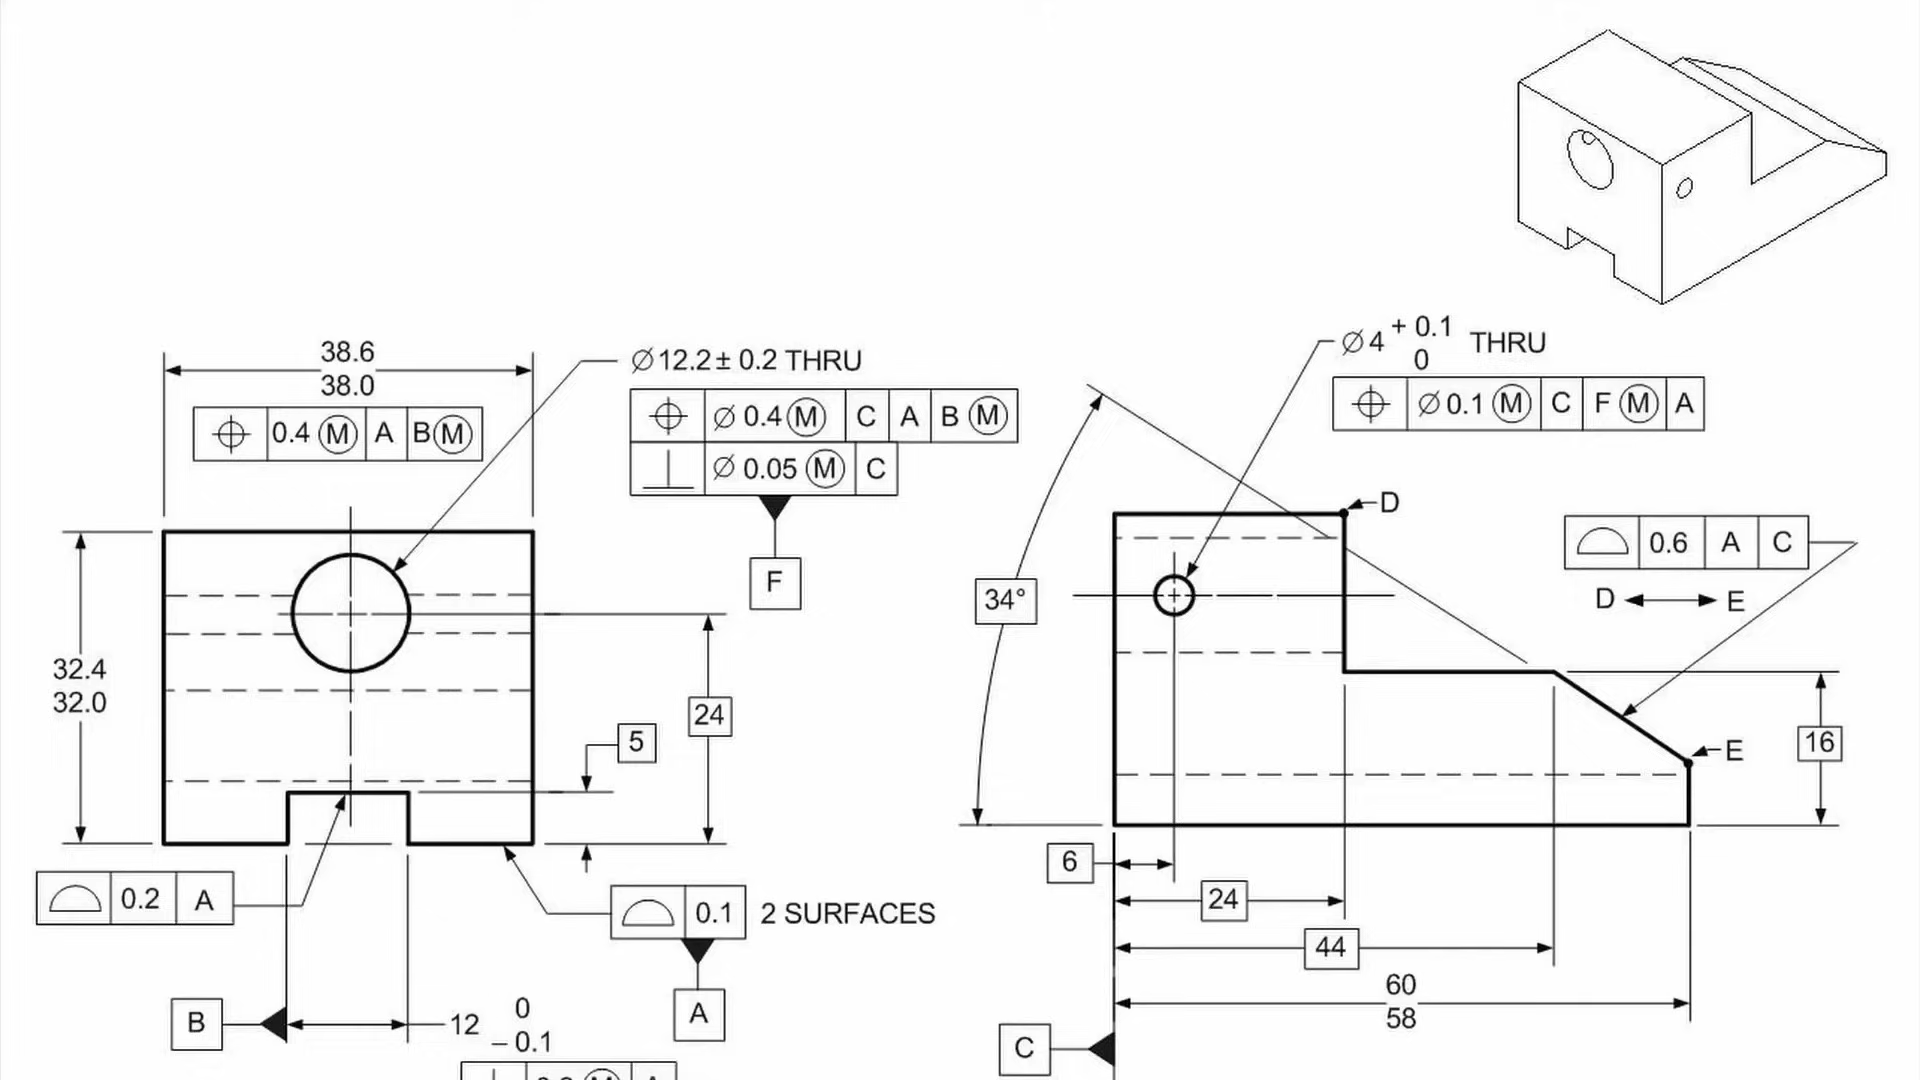 38.6
38.0
⌖ 0.4 Ⓜ A BⓂ
∅12.2± 0.2 THRU
⌖ ∅ 0.4 Ⓜ C A B Ⓜ
⊥ ∅ 0.05 Ⓜ C
F
32.4
32.0
24
5
⌓ 0.2 A
⌓ 0.1 2 SURFACES
A
B
12 0
– 0.1
∅4 + 0.1 THRU
0
⌖ ∅0.1 Ⓜ C F Ⓜ A
D
⌓ 0.6 A C
D ↔ E
34°
E
16
6
24
44
60
58
C